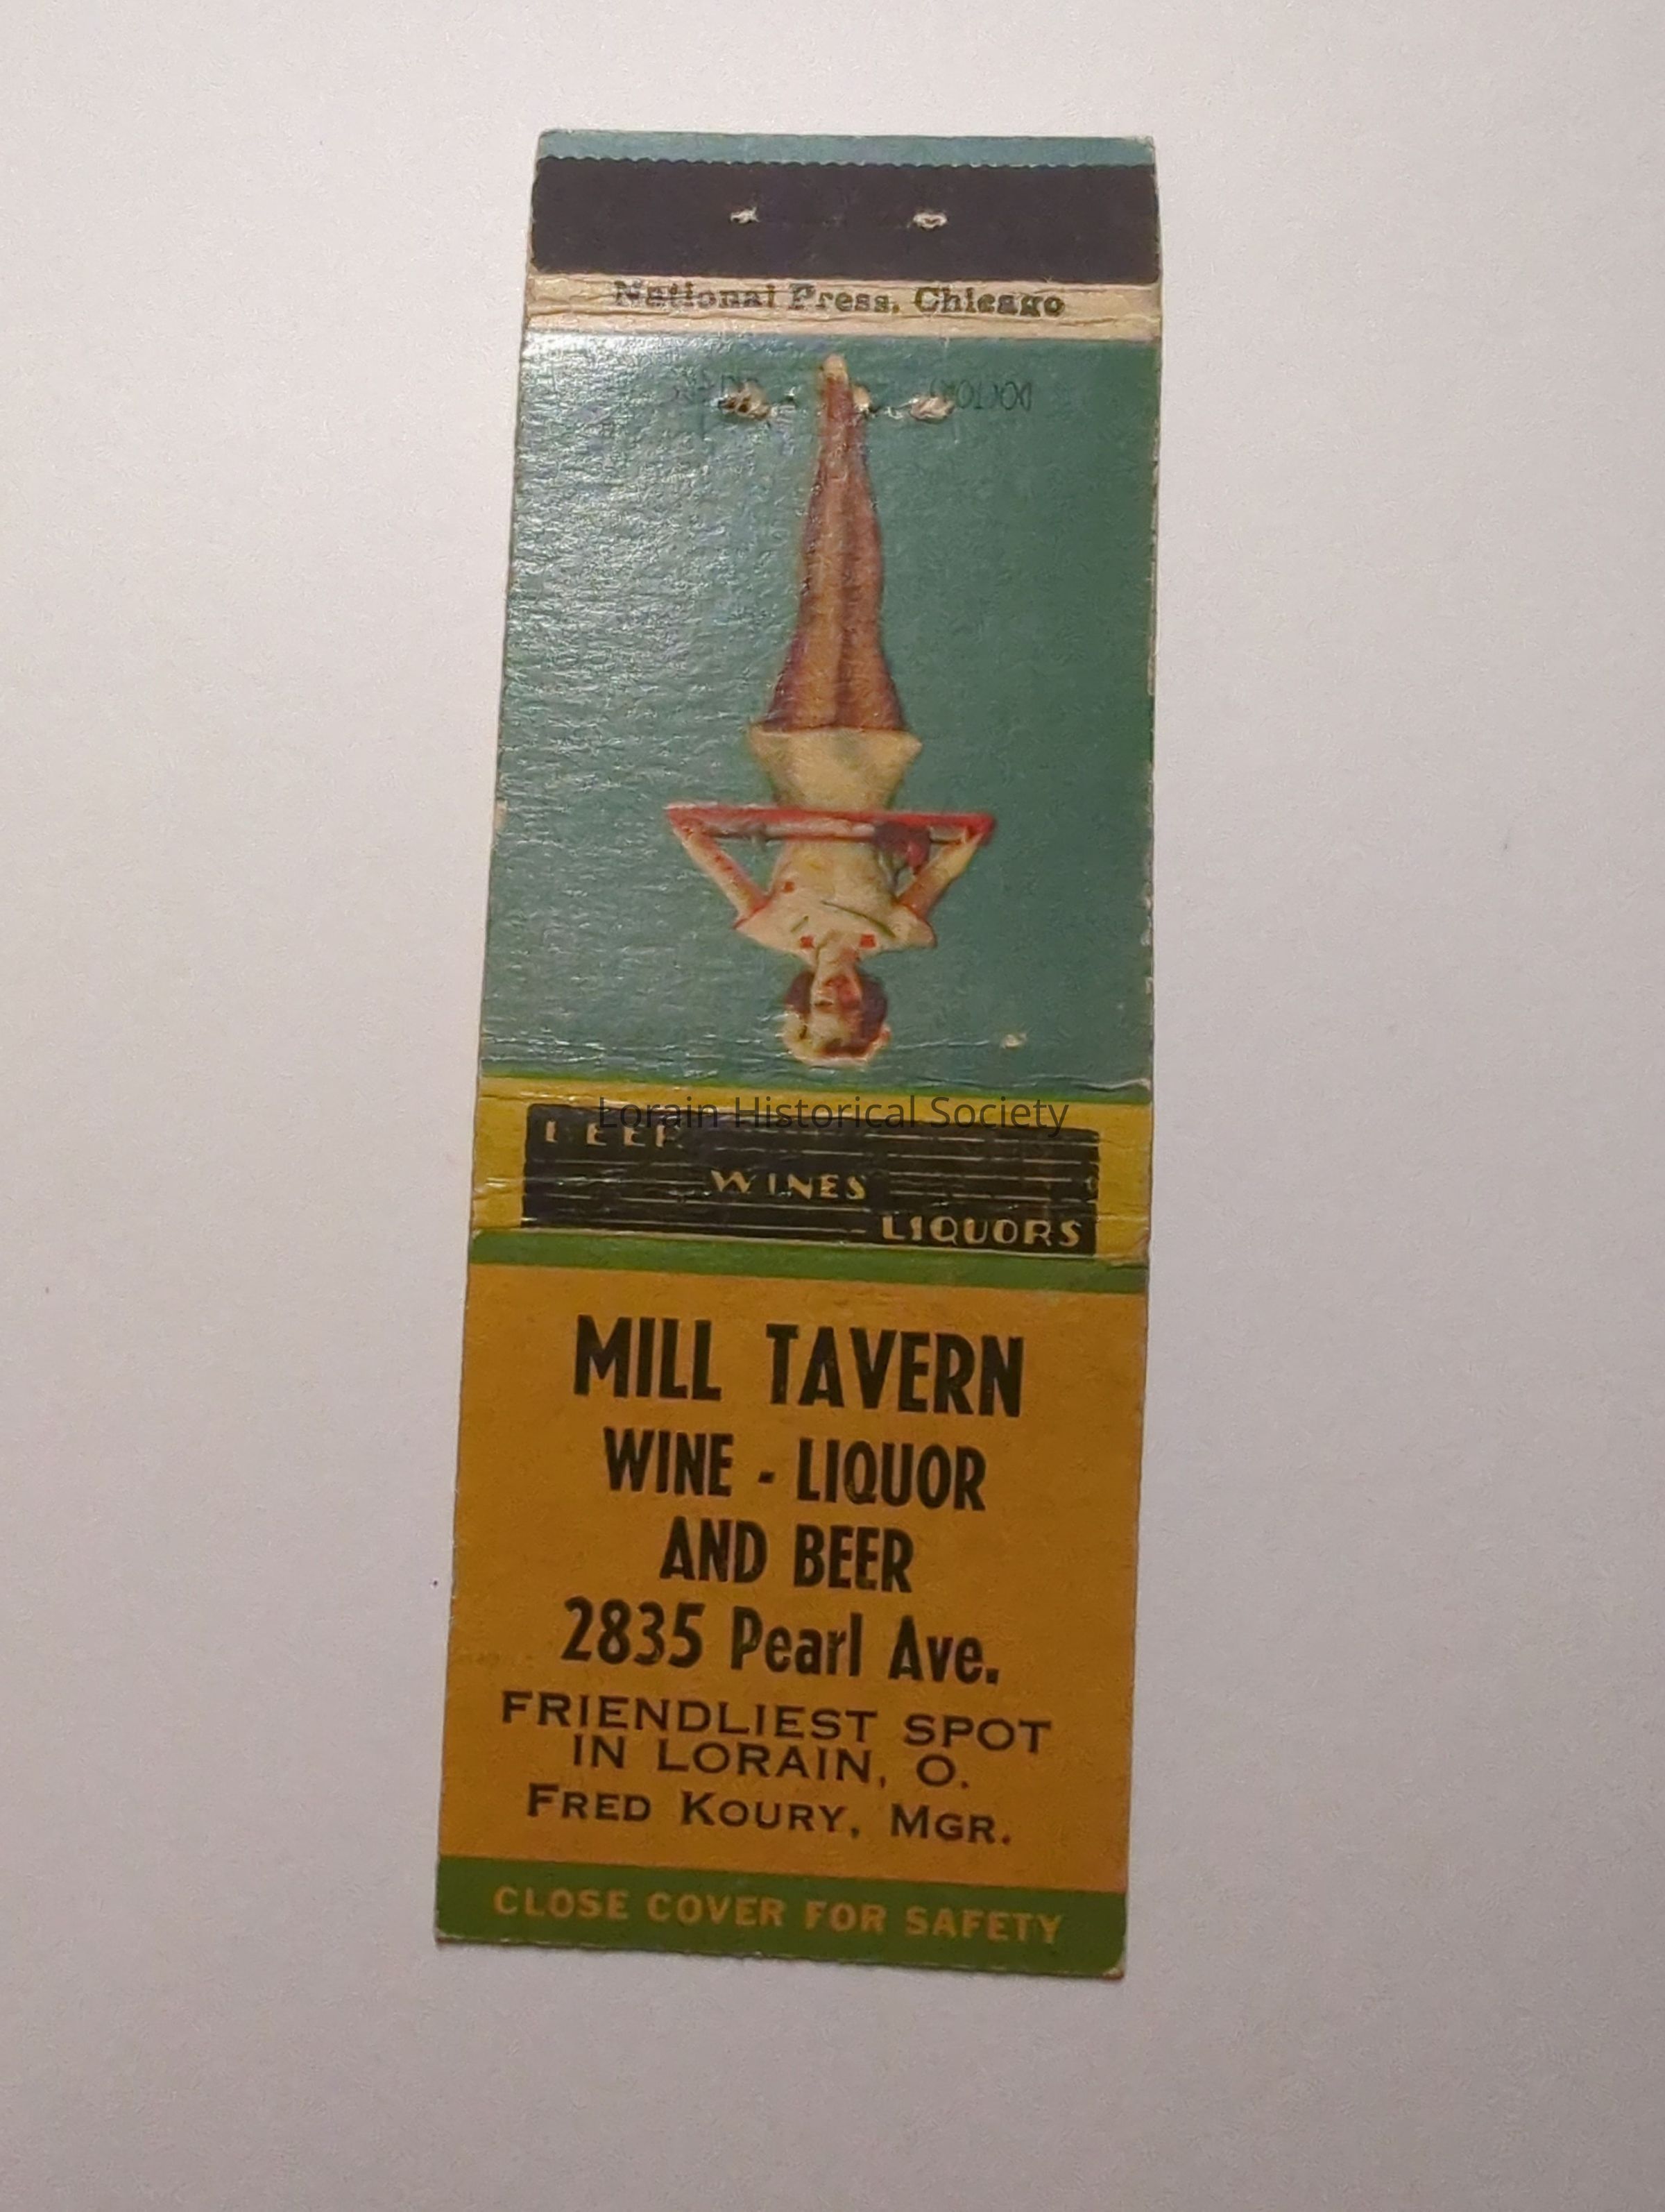 National Press, Chicago
Lorain Historical Society
WINES
LIQUORS
MILL TAVERN
WINE - LIQUOR
AND BEER
2835 Pearl Ave.
FRIENDLIEST SPOT
IN LORAIN, O.
FRED KOURY, MGR.
CLOSE COVER FOR SAFETY